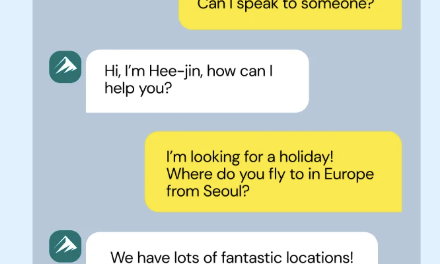 Can I speak to someone?
Hi, I'm Hee-jin, how can I
help you?
I'm looking for a holiday!
Where do you fly to in Europe
from Seoul?
We have lots of fantastic locations!